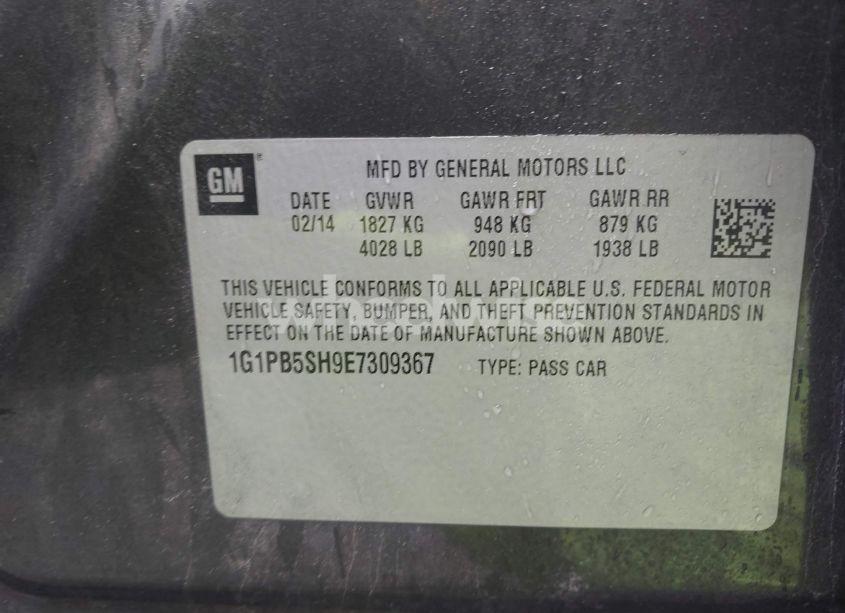 GM
MFD BY GENERAL MOTORS LLC
DATE GVWR GAWR FRT GAWR RR
02/14 1827 KG 948 KG 879 KG
4028 LB 2090 LB 1938 LB
THIS VEHICLE CONFORMS TO ALL APPLICABLE U.S. FEDERAL MOTOR
VEHICLE SAFETY, BUMPER, AND THEFT PREVENTION STANDARDS IN
EFFECT ON THE DATE OF MANUFACTURE SHOWN ABOVE.
1G1PB5SH9E7309367 TYPE: PASS CAR